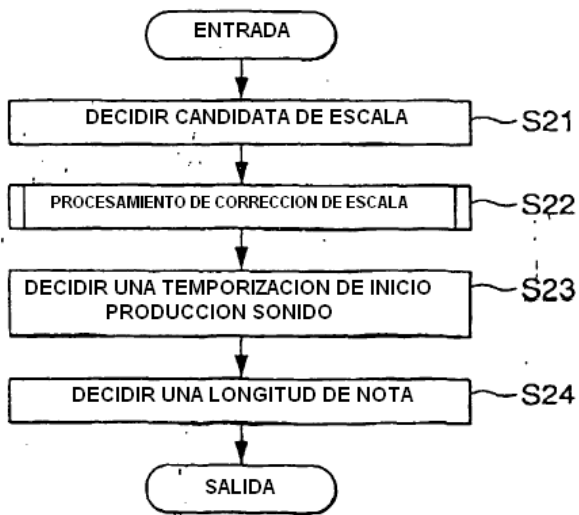 ENTRADA
DECIDIR CANDIDATA DE ESCALA
S21
PROCESAMIENTO DE CORRECCION DE ESCALA
S22
DECIDIR UNA TEMPORIZACION DE INICIO
PRODUCCION SONIDO
S23
DECIDIR UNA LONGITUD DE NOTA
S24
SALIDA